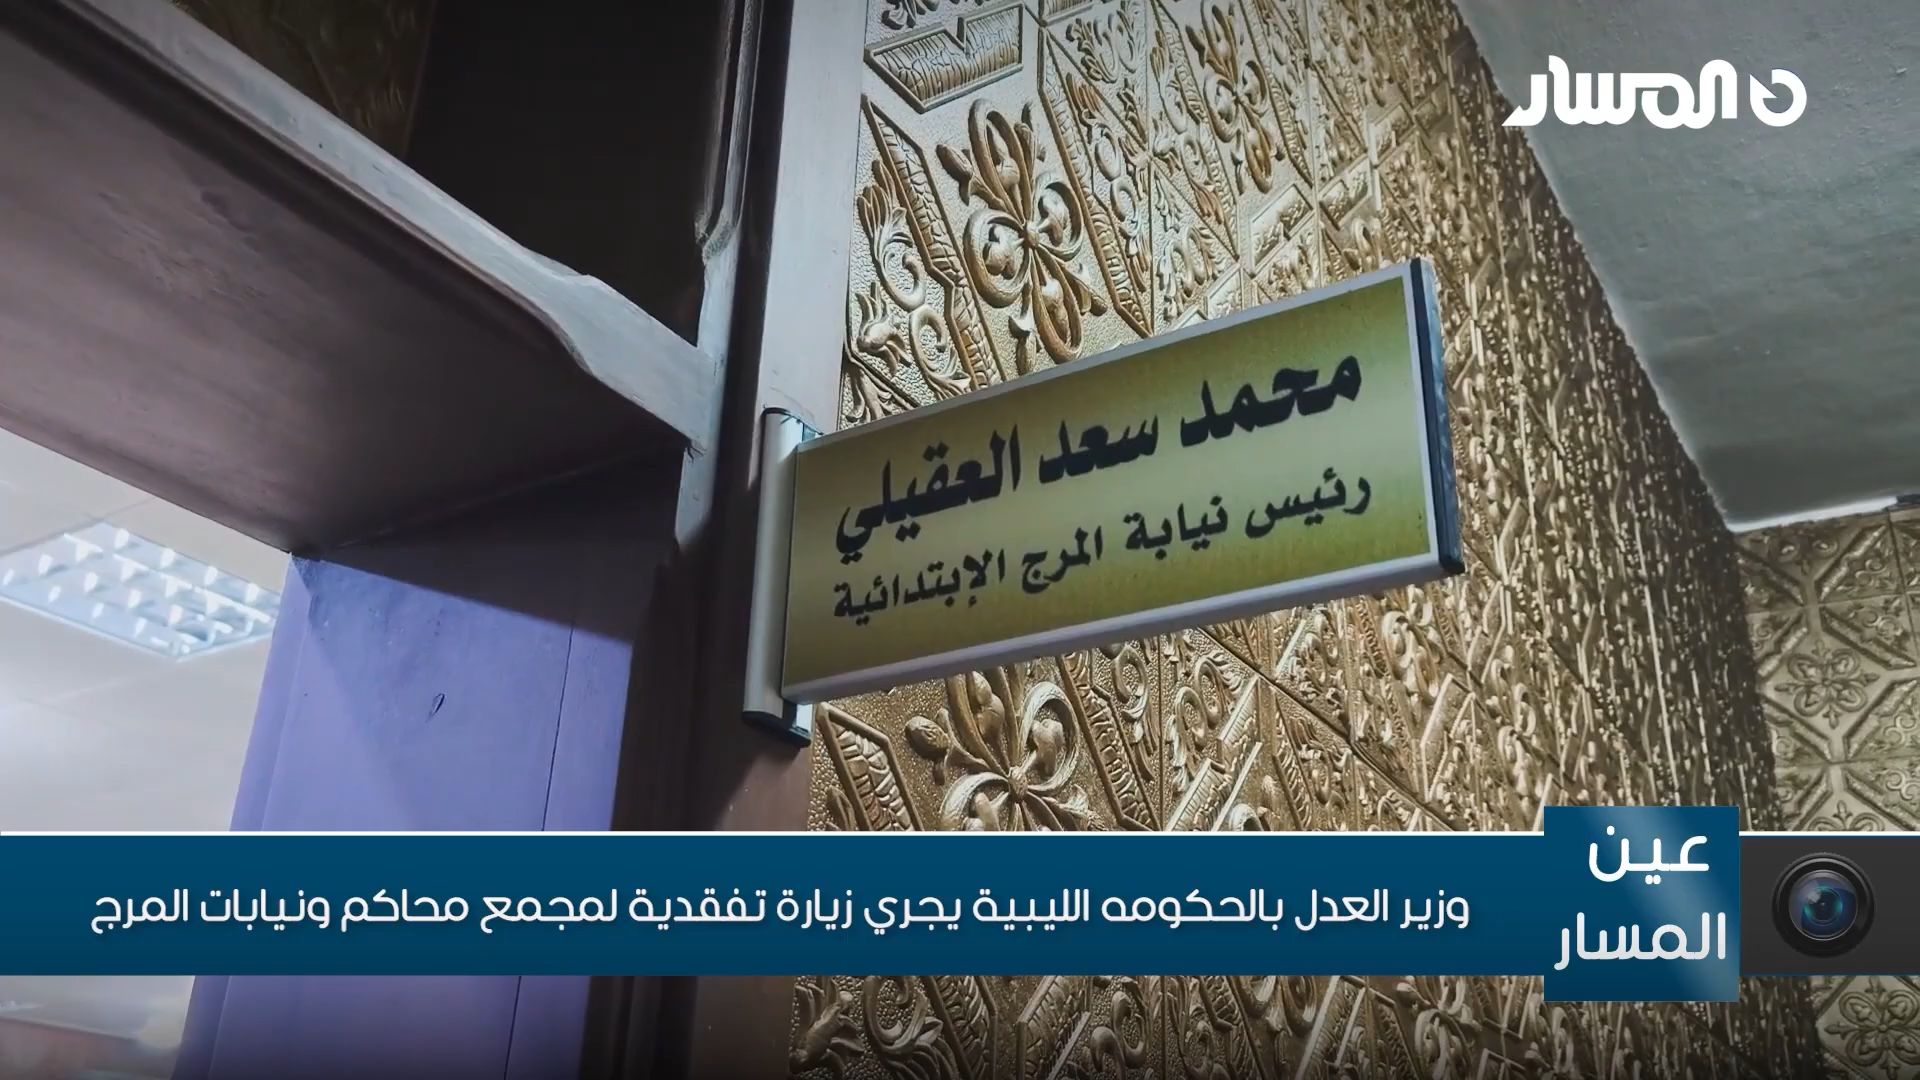 المسار
محمد سعد العقيلي
رئيس نيابة المرج الإبتدائية
عين
المسار
وزير العدل بالحكومه الليبية يجري زيارة تفقدية لمجمع محاكم ونيابات المرج